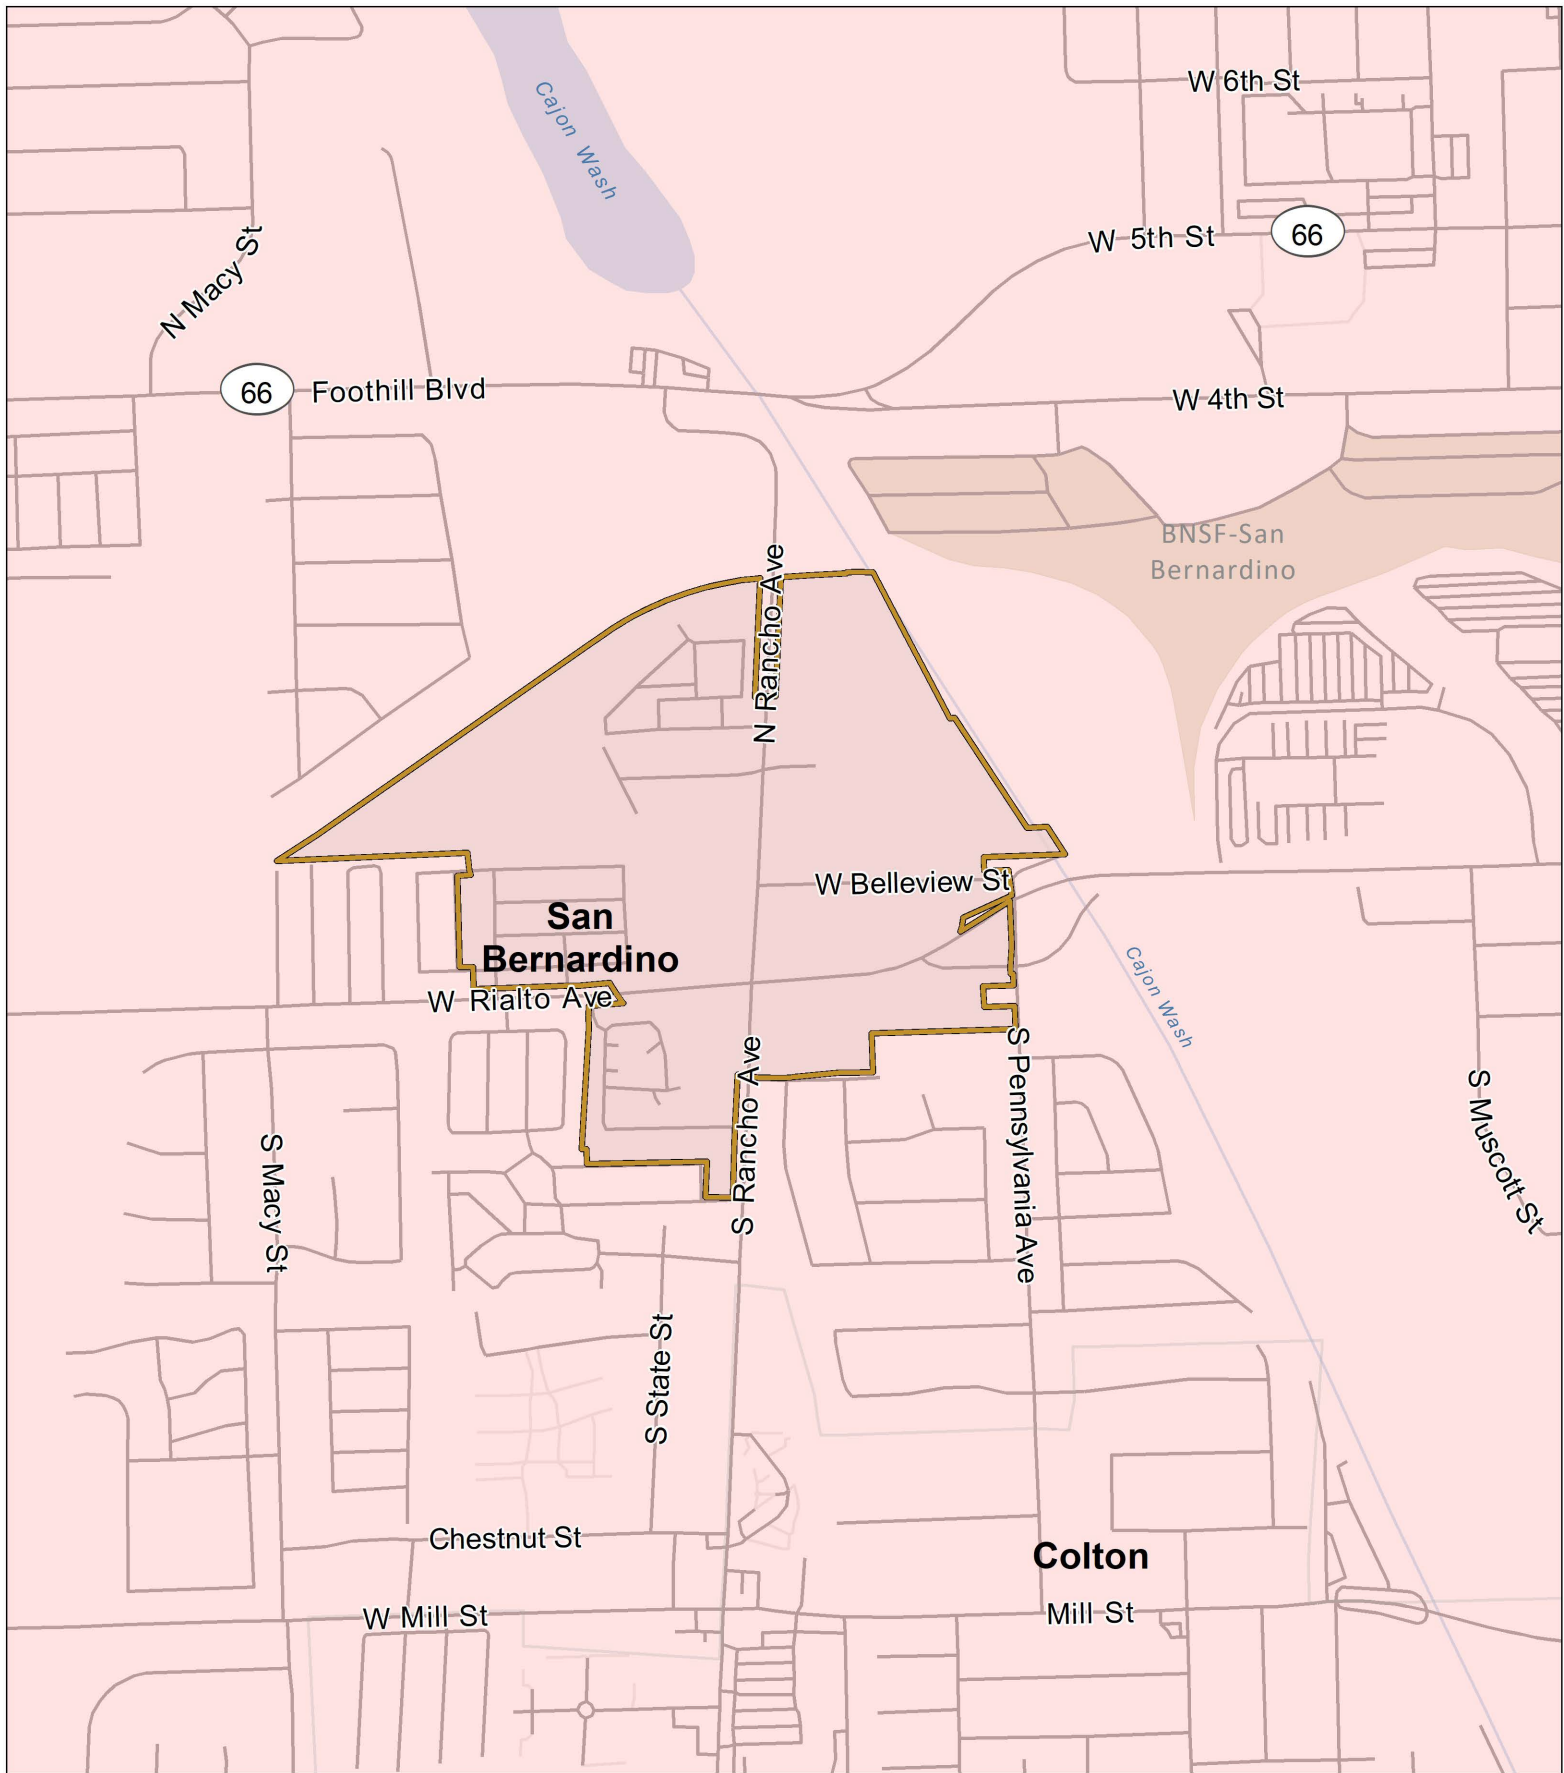 W 6th St
Cajon Wash
W 5th St
66
N Macy St
66
Foothill Blvd
W 4th St
BNSF-San
Bernardino
N Rancho Ave
W Belleview St
San
Bernardino
W Rialto Ave
Cajon Wash
S Rancho Ave
S Pennsylvania Ave
S Muscott St
S Macy St
S State St
Chestnut St
Colton
W Mill St
Mill St